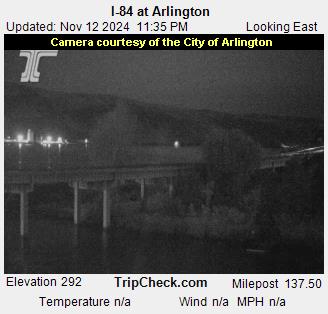 I-84 at Arlington
Updated: Nov 12 2024 11:35 PM Looking East
Camera courtesy of the City of Arlington
Elevation 292 TripCheck.com Milepost 137.50
Temperature n/a Wind n/a MPH n/a